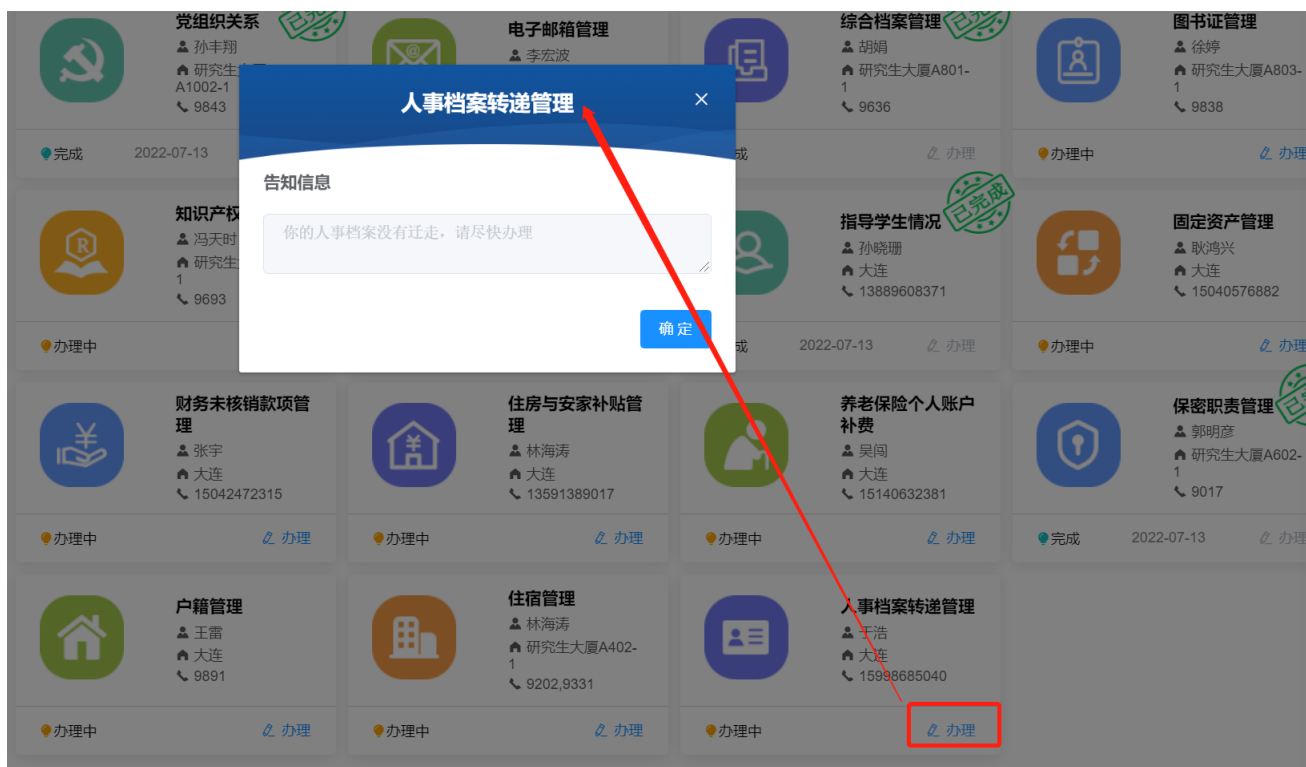 党组织关系
已完成
孙丰翔
研究生
A1002-1
9843
完成 2022-07-13
电子邮箱管理
李宏波
综合档案管理
已完成
胡娟
研究生大厦A801-
1
9636
办理
图书证管理
徐婷
研究生大厦A803-
1
9838
办理中 办理
人事档案转递管理
告知信息
你的人事档案没有迁走，请尽快办理
确定
知识产权
冯天时
研究生
1
9693
办理中
指导学生情况
已完成
孙晓珊
大连
13889608371
成 2022-07-13 办理
固定资产管理
耿鸿兴
大连
15040576882
办理中 办理
财务未核销款项管
理
张宇
大连
15042472315
办理中 办理
住房与安家补贴管
理
林海涛
大连
13591389017
办理中 办理
养老保险个人账户
补费
吴闯
大连
15140632381
办理中 办理
保密职责管理
郭明彦
研究生大厦A602-
1
9017
完成 2022-07-13 办理
户籍管理
王雷
大连
9891
办理中 办理
住宿管理
林海涛
研究生大厦A402-
1
9202,9331
办理中 办理
人事档案转递管理
于浩
大连
15998685040
办理中 办理